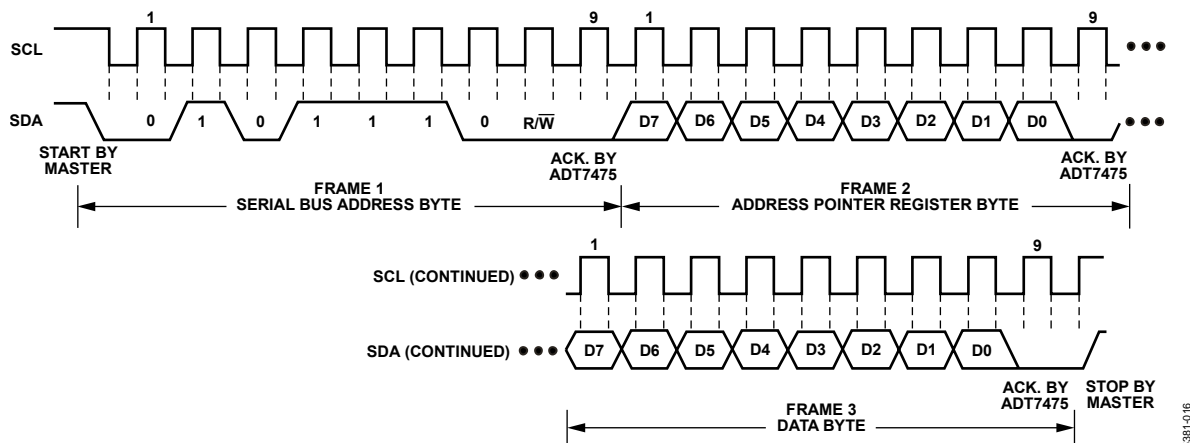 1 9 1 9
SCL
SDA 0 1 0 1 1 1 0 R/W̅ D7 D6 D5 D4 D3 D2 D1 D0
START BY
MASTER
ACK. BY
ADT7475
ACK. BY
ADT7475
FRAME 1
SERIAL BUS ADDRESS BYTE
FRAME 2
ADDRESS POINTER REGISTER BYTE
1 9
SCL (CONTINUED)
SDA (CONTINUED) D7 D6 D5 D4 D3 D2 D1 D0
ACK. BY
ADT7475
STOP BY
MASTER
FRAME 3
DATA BYTE
381-016